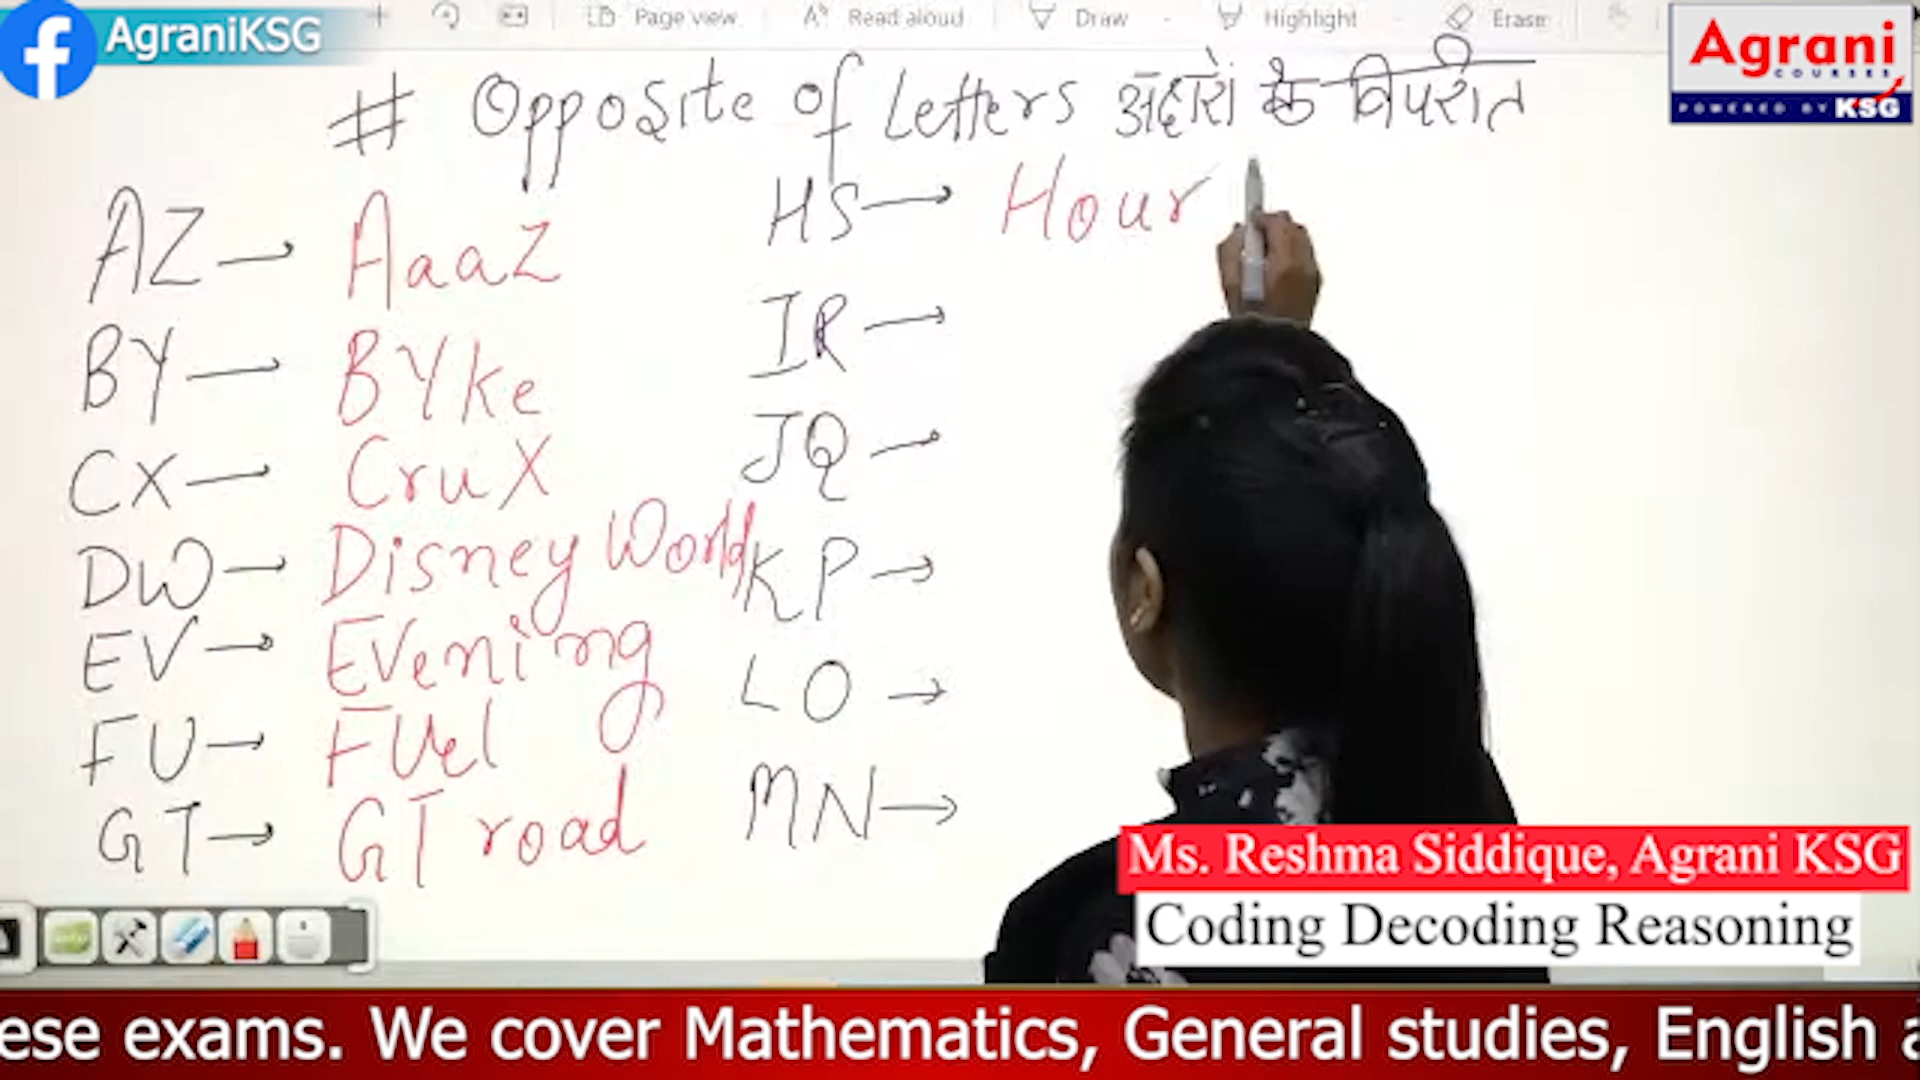 AgraniKSG
Page view
Read aloud
Draw
Highlight
Erase
Agrani
COURSES
POWERED BY KSG
# Opposite of Letters अक्षरों के विपरीत
AZ → AaaZ
BY → BYke
CX → CruX
DW → Disney World
EV → EVening
FU → FUel
GT → GT road
HS → Hour
IR →
JQ →
KP →
LO →
MN →
Ms. Reshma Siddique, Agrani KSG
Coding Decoding Reasoning
ese exams. We cover Mathematics, General studies, English a